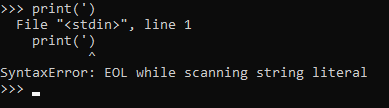 >>> print(')
  File "<stdin>", line 1
    print(')
           ^
SyntaxError: EOL while scanning string literal
>>>